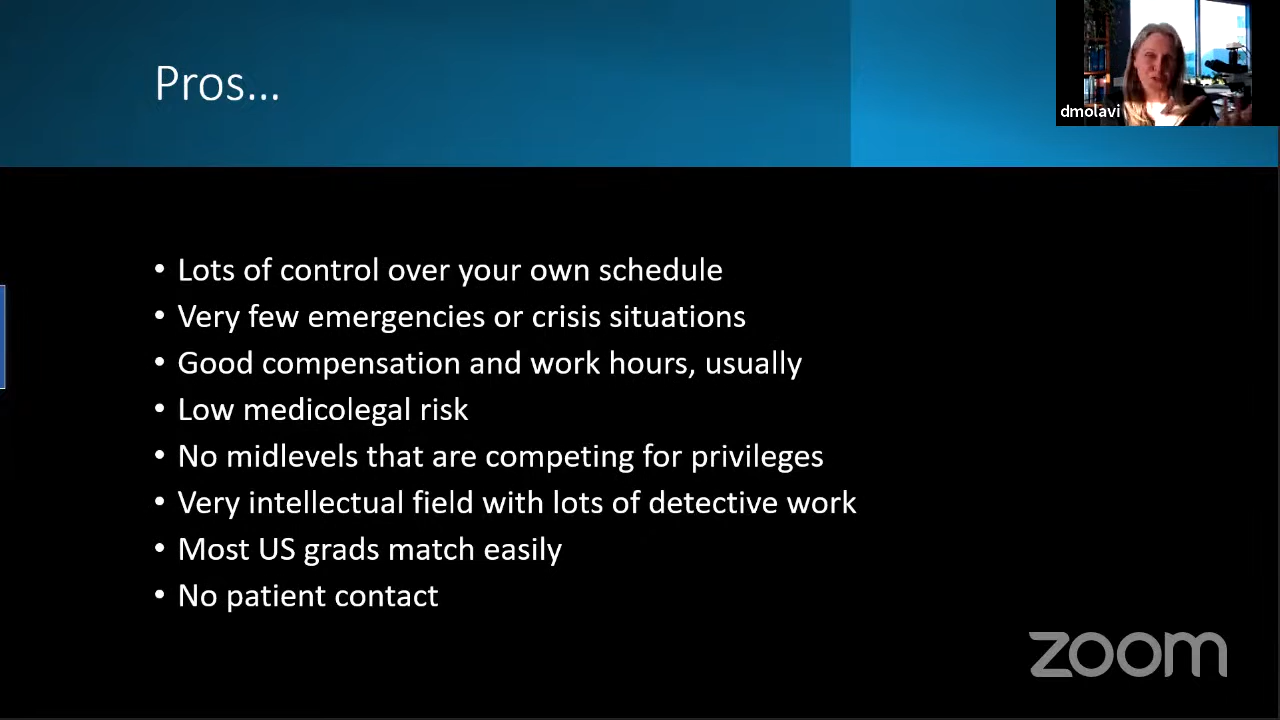 Pros...
dmolavi
• Lots of control over your own schedule
• Very few emergencies or crisis situations
• Good compensation and work hours, usually
• Low medicolegal risk
• No midlevels that are competing for privileges
• Very intellectual field with lots of detective work
• Most US grads match easily
• No patient contact
zoom